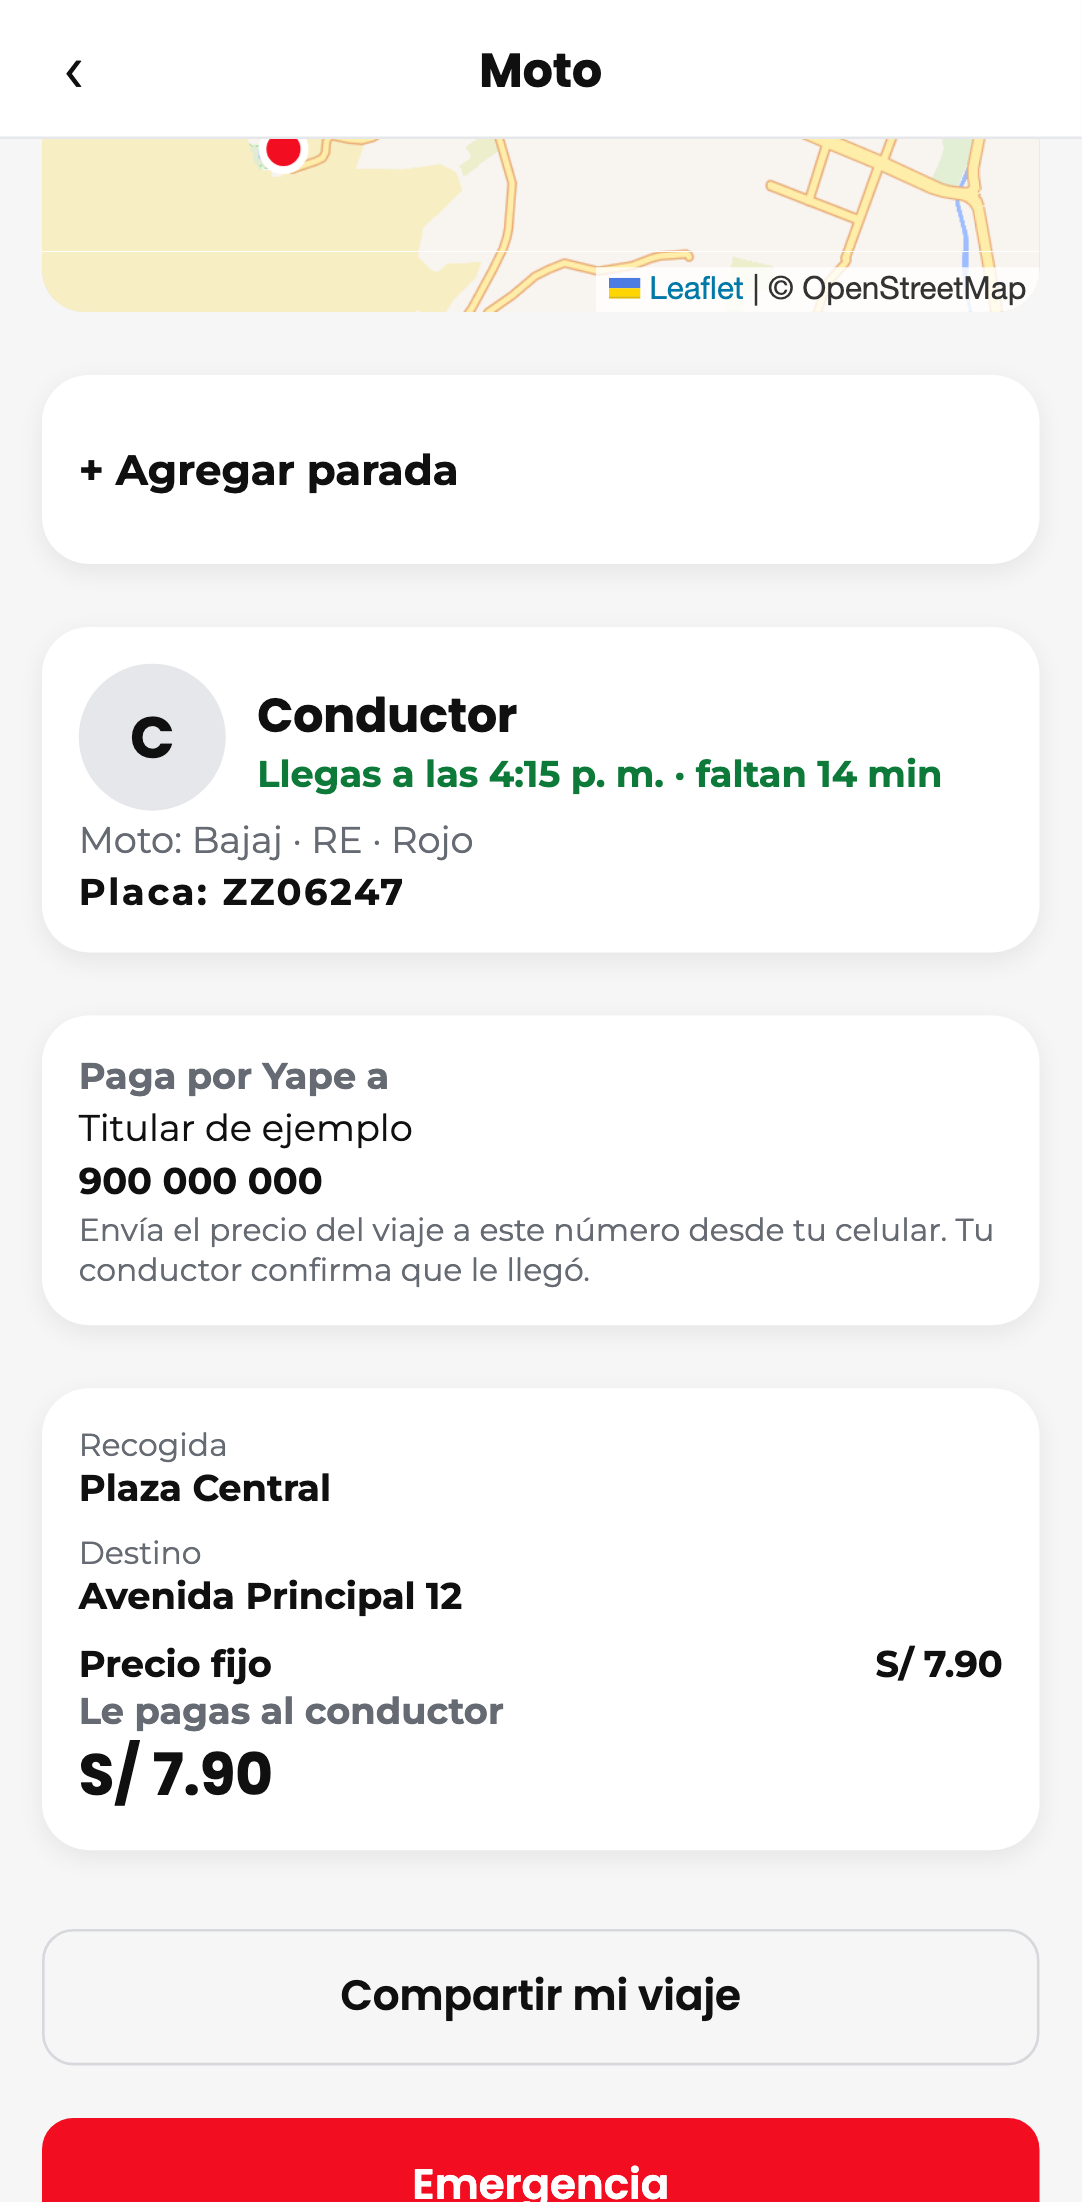 Moto
Leaflet | © OpenStreetMap
+ Agregar parada
C
Conductor
Llegas a las 4:15 p. m. · faltan 14 min
Moto: Bajaj · RE · Rojo
Placa: ZZ06247
Paga por Yape a
Titular de ejemplo
900 000 000
Envía el precio del viaje a este número desde tu celular. Tu
conductor confirma que le llegó.
Recogida
Plaza Central
Destino
Avenida Principal 12
Precio fijo S/ 7.90
Le pagas al conductor
S/ 7.90
Compartir mi viaje
Emergencia